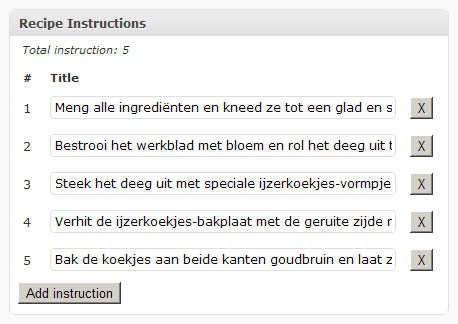 Recipe Instructions
Total instruction: 5
# Title
1 Meng alle ingrediënten en kneed ze tot een glad en s X
2 Bestrooi het werkblad met bloem en rol het deeg uit t X
3 Steek het deeg uit met speciale ijzerkoekjes-vormpje X
4 Verhit de ijzerkoekjes-bakplaat met de geruite zijde r X
5 Bak de koekjes aan beide kanten goudbruin en laat z X
Add instruction